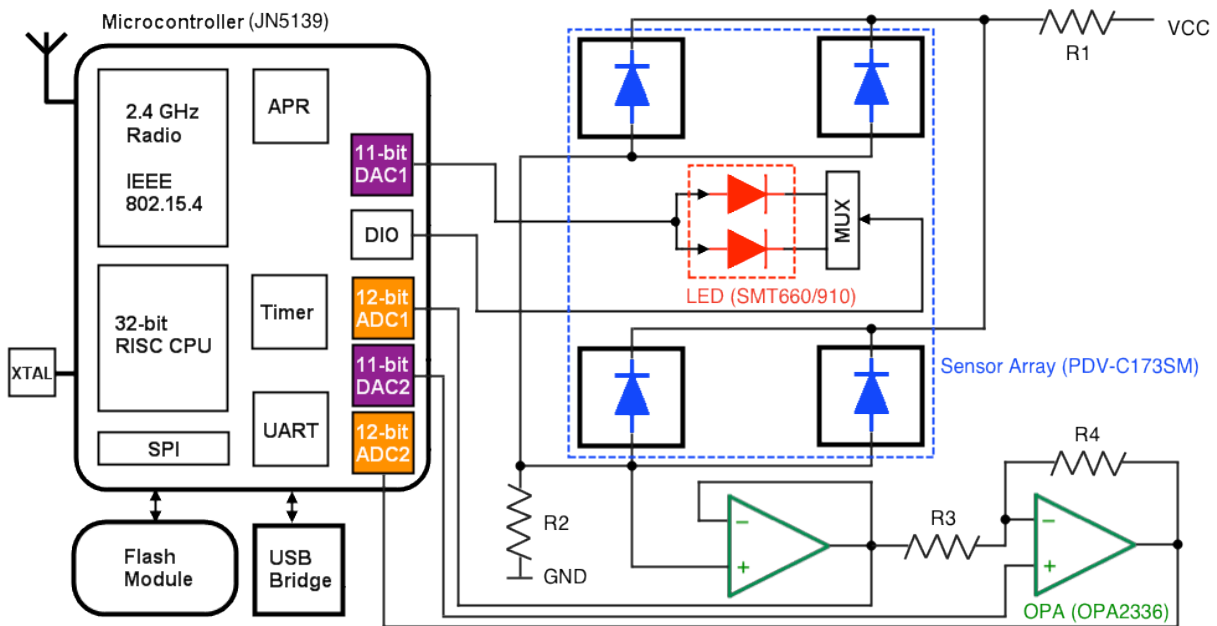 Microcontroller (JN5139)
VCC
R1
2.4 GHz
Radio
IEEE
802.15.4
APR
11-bit
DAC1
DIO
MUX
LED (SMT660/910)
32-bit
RISC CPU
Timer
12-bit
ADC1
XTAL
11-bit
DAC2
Sensor Array (PDV-C173SM)
UART
12-bit
ADC2
SPI
R4
R2
R3
−
+
−
+
Flash
Module
USB
Bridge
GND
OPA (OPA2336)